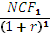 NCF₁
(1 + r)¹